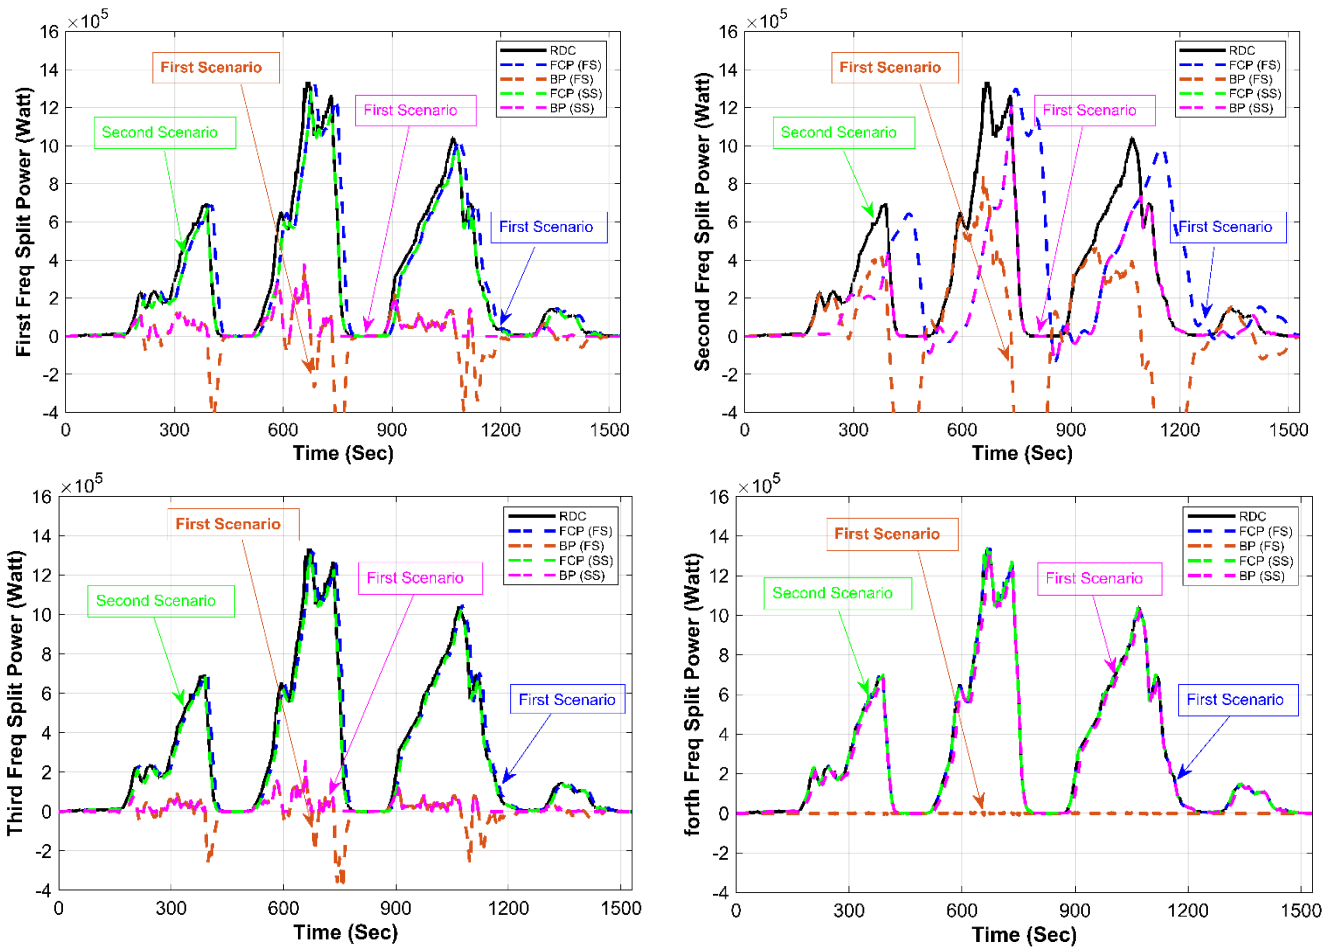 ×10⁵
16
14
12
10
8
6
4
2
0
-2
-4
First Freq Split Power (Watt)
0 300 600 900 1200 1500
Time (Sec)
First Scenario
Second Scenario
First Scenario
First Scenario
RDC
FCP (FS)
BP (FS)
FCP (SS)
BP (SS)
×10⁵
16
14
12
10
8
6
4
2
0
-2
-4
Second Freq Split Power (Watt)
0 300 600 900 1200 1500
Time (Sec)
First Scenario
Second Scenario
First Scenario
First Scenario
RDC
FCP (FS)
BP (FS)
FCP (SS)
BP (SS)
×10⁵
16
14
12
10
8
6
4
2
0
-2
-4
Third Freq Split Power (Watt)
0 300 600 900 1200 1500
Time (Sec)
First Scenario
Second Scenario
First Scenario
First Scenario
RDC
FCP (FS)
BP (FS)
FCP (SS)
BP (SS)
×10⁵
16
14
12
10
8
6
4
2
0
-2
-4
forth Freq Split Power (Watt)
0 300 600 900 1200 1500
Time (Sec)
First Scenario
Second Scenario
First Scenario
First Scenario
RDC
FCP (FS)
BP (FS)
FCP (SS)
BP (SS)